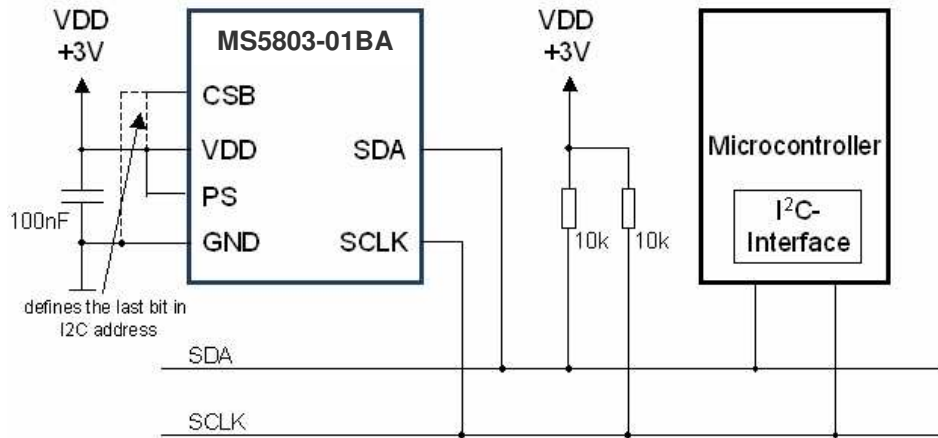 VDD
+3V
MS5803-01BA
CSB
VDD
PS
GND
SDA
SCLK
100nF
defines the last bit in
I2C address
VDD
+3V
10k
10k
Microcontroller
I²C-
Interface
SDA
SCLK